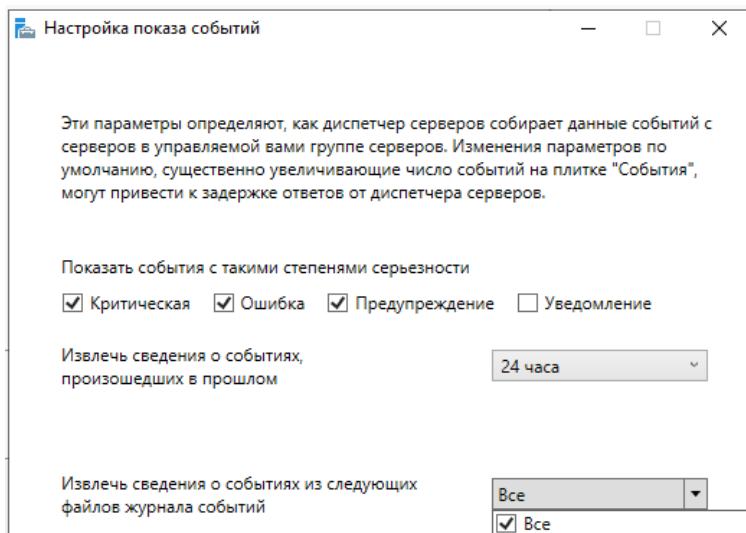 Настройка показа событий
Эти параметры определяют, как диспетчер серверов собирает данные событий с
серверов в управляемой вами группе серверов. Изменения параметров по
умолчанию, существенно увеличивающие число событий на плитке "События",
могут привести к задержке ответов от диспетчера серверов.
Показать события с такими степенями серьезности
Критическая Ошибка Предупреждение Уведомление
Извлечь сведения о событиях,
произошедших в прошлом
24 часа
Извлечь сведения о событиях из следующих
файлов журнала событий
Все
Все